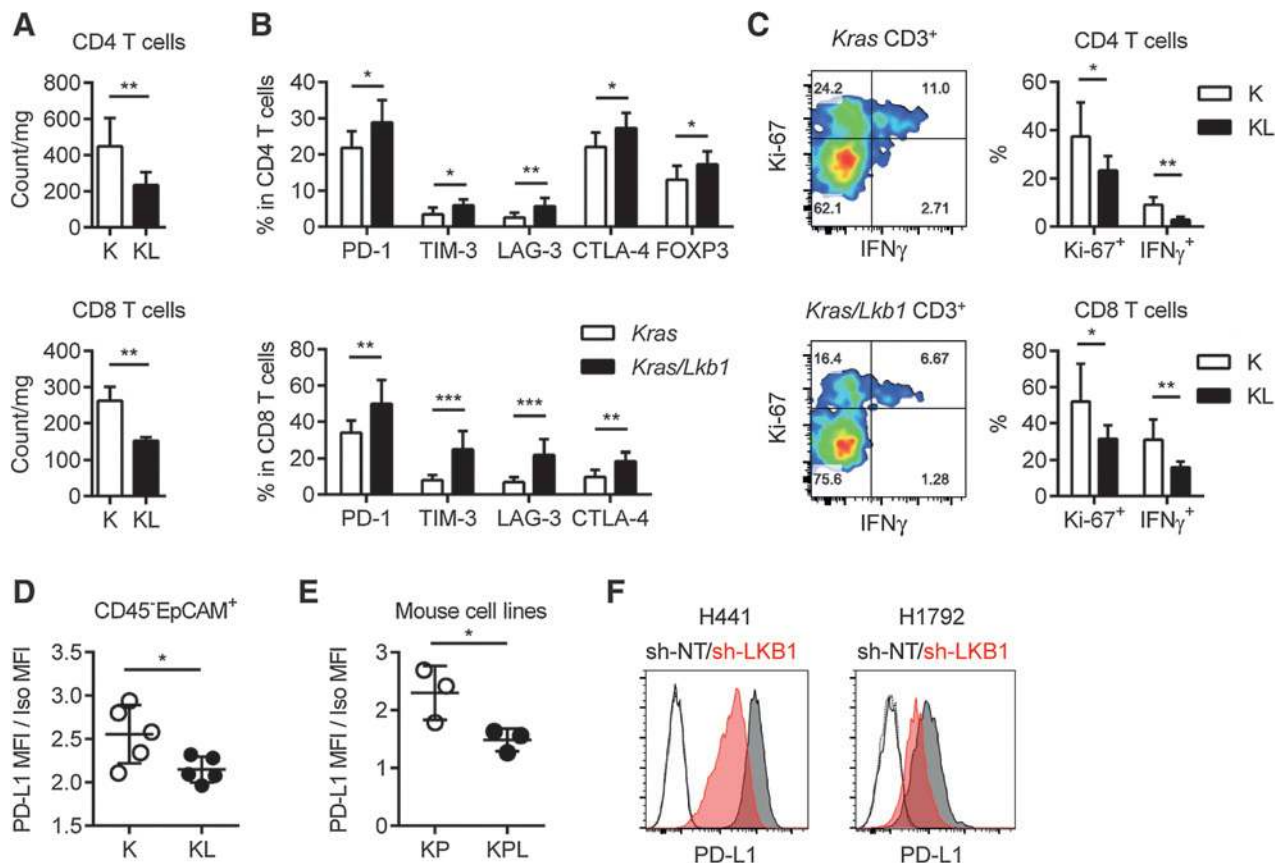 A
CD4 T cells
Count/mg
800
600
400
200
0
**
K KL
CD8 T cells
Count/mg
400
300
200
100
0
**
K KL
B
% in CD4 T cells
40
30
20
10
0
* * ** * *
PD-1 TIM-3 LAG-3 CTLA-4 FOXP3
% in CD8 T cells
80
60
40
20
0
** *** *** **
Kras
Kras/Lkb1
PD-1 TIM-3 LAG-3 CTLA-4
C
Kras CD3+
24.2 11.0
62.1 2.71
Ki-67
IFNγ
CD4 T cells
%
60
40
20
0
* **
K
KL
Ki-67+ IFNγ+
Kras/Lkb1 CD3+
16.4 6.67
75.6 1.28
Ki-67
IFNγ
CD8 T cells
%
80
60
40
20
0
* **
K
KL
Ki-67+ IFNγ+
D
CD45-EpCAM+
PD-L1 MFI / Iso MFI
3.5
3.0
2.5
2.0
1.5
*
K KL
E
Mouse cell lines
PD-L1 MFI / Iso MFI
3
2
1
0
*
KP KPL
F
H441
sh-NT/sh-LKB1
PD-L1
H1792
sh-NT/sh-LKB1
PD-L1